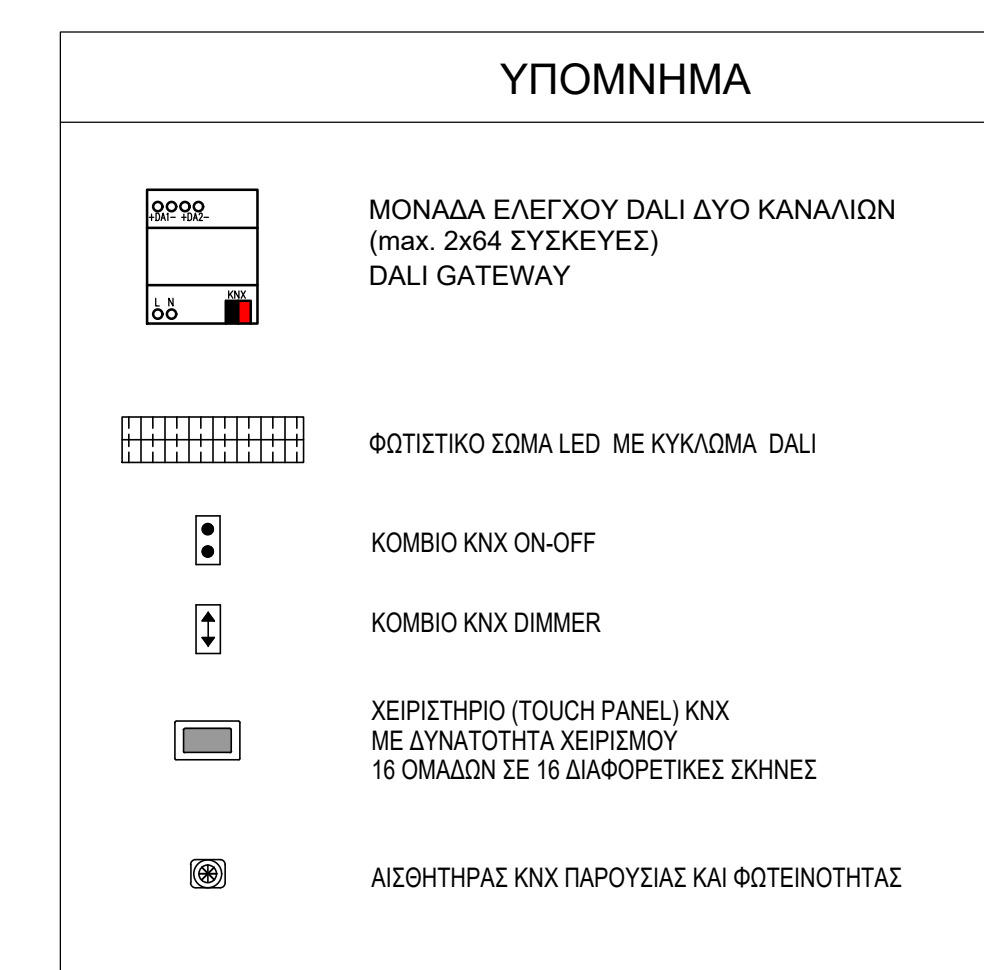 ΥΠΟΜΝΗΜΑ
+DA1- +DA2-
L N
KNX
ΜΟΝΑΔΑ ΕΛΕΓΧΟΥ DALI ΔΥΟ ΚΑΝΑΛΙΩΝ
(max. 2x64 ΣΥΣΚΕΥΕΣ)
DALI GATEWAY
ΦΩΤΙΣΤΙΚΟ ΣΩΜΑ LED ΜΕ ΚΥΚΛΩΜΑ DALI
ΚΟΜΒΙΟ KNX ON-OFF
ΚΟΜΒΙΟ KNX DIMMER
ΧΕΙΡΙΣΤΗΡΙΟ (TOUCH PANEL) KNX
ΜΕ ΔΥΝΑΤΟΤΗΤΑ ΧΕΙΡΙΣΜΟΥ
16 ΟΜΑΔΩΝ ΣΕ 16 ΔΙΑΦΟΡΕΤΙΚΕΣ ΣΚΗΝΕΣ
ΑΙΣΘΗΤΗΡΑΣ KNX ΠΑΡΟΥΣΙΑΣ ΚΑΙ ΦΩΤΕΙΝΟΤΗΤΑΣ